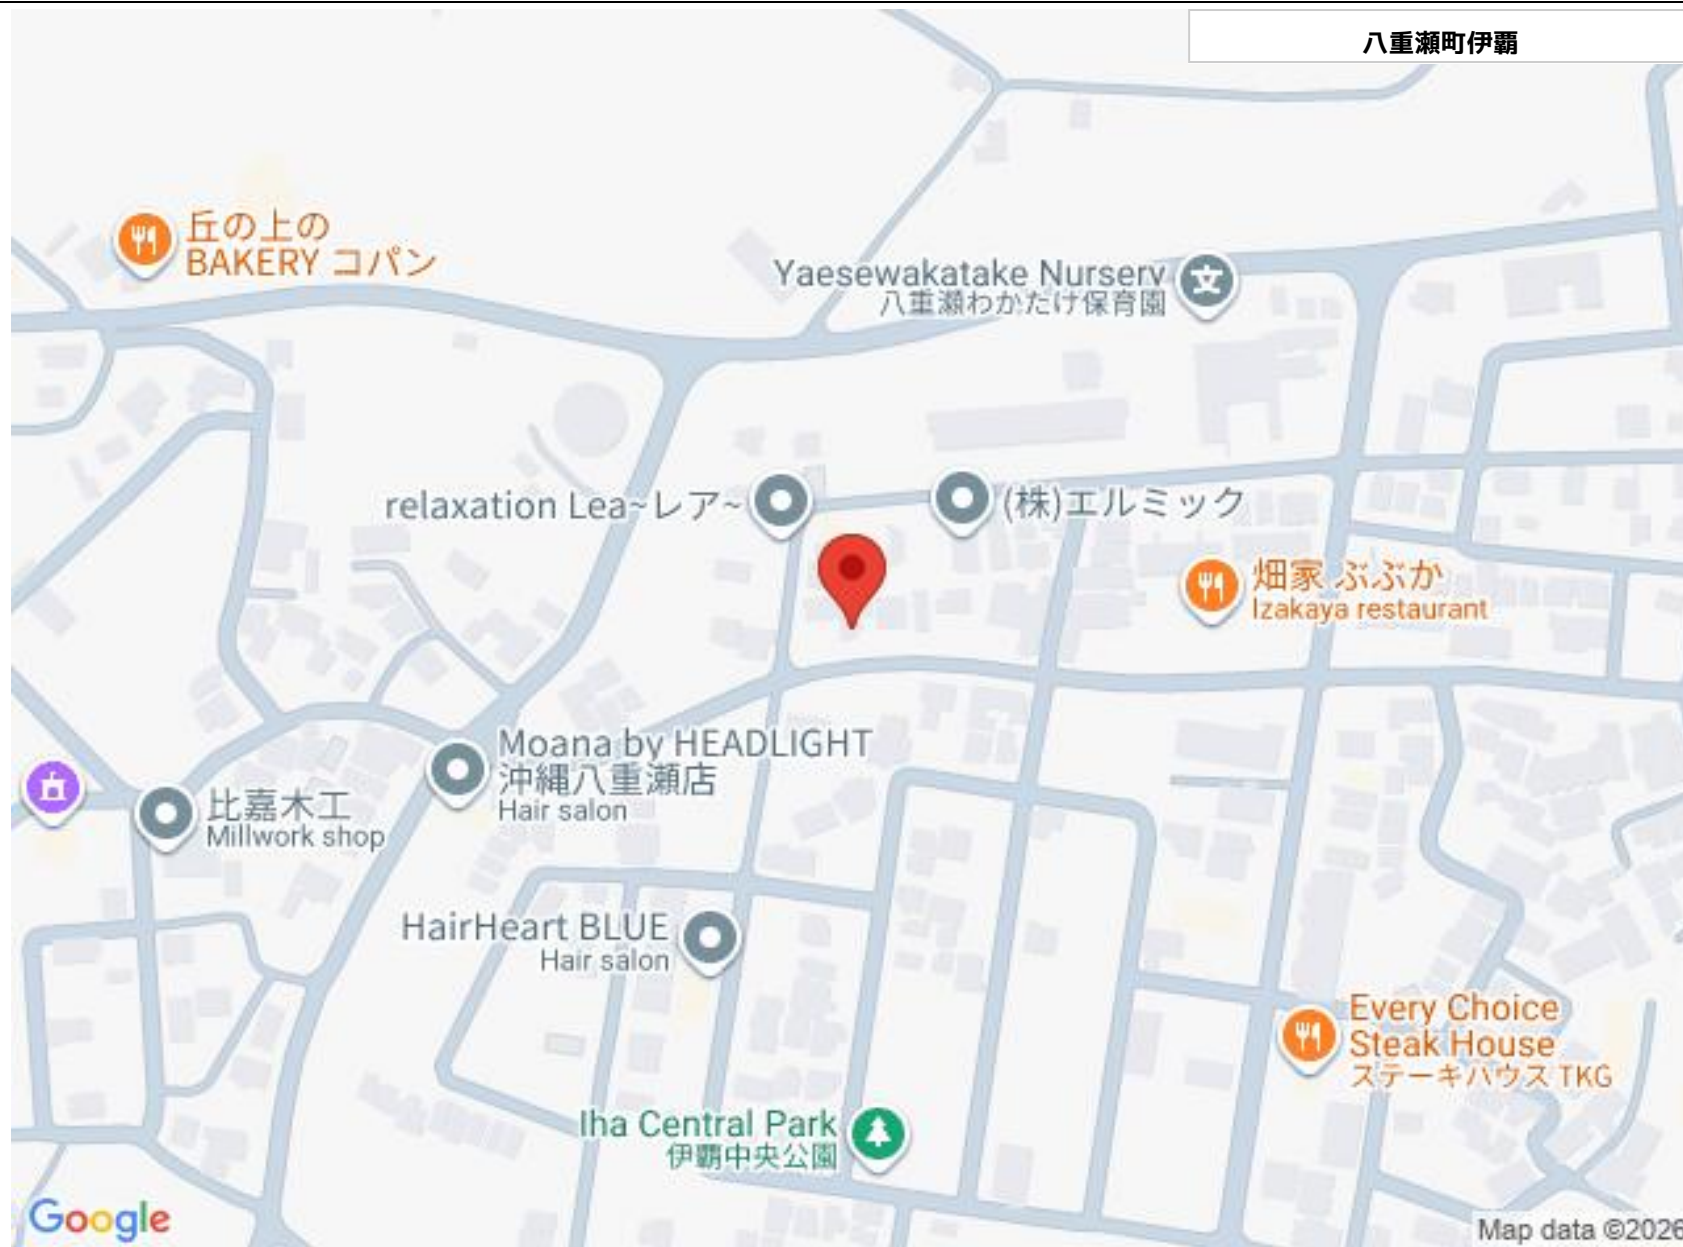 八重瀬町伊覇
丘の上の
BAKERY コパン
Yaesewakatake Nursery
八重瀬わかたけ保育園
relaxation Lea~レア~
(株)エルミック
畑家 ぶぶか
Izakaya restaurant
Moana by HEADLIGHT
沖縄八重瀬店
Hair salon
比嘉木工
Millwork shop
HairHeart BLUE
Hair salon
Every Choice
Steak House
ステーキハウス TKG
Iha Central Park
伊覇中央公園
Google
Map data ©2026